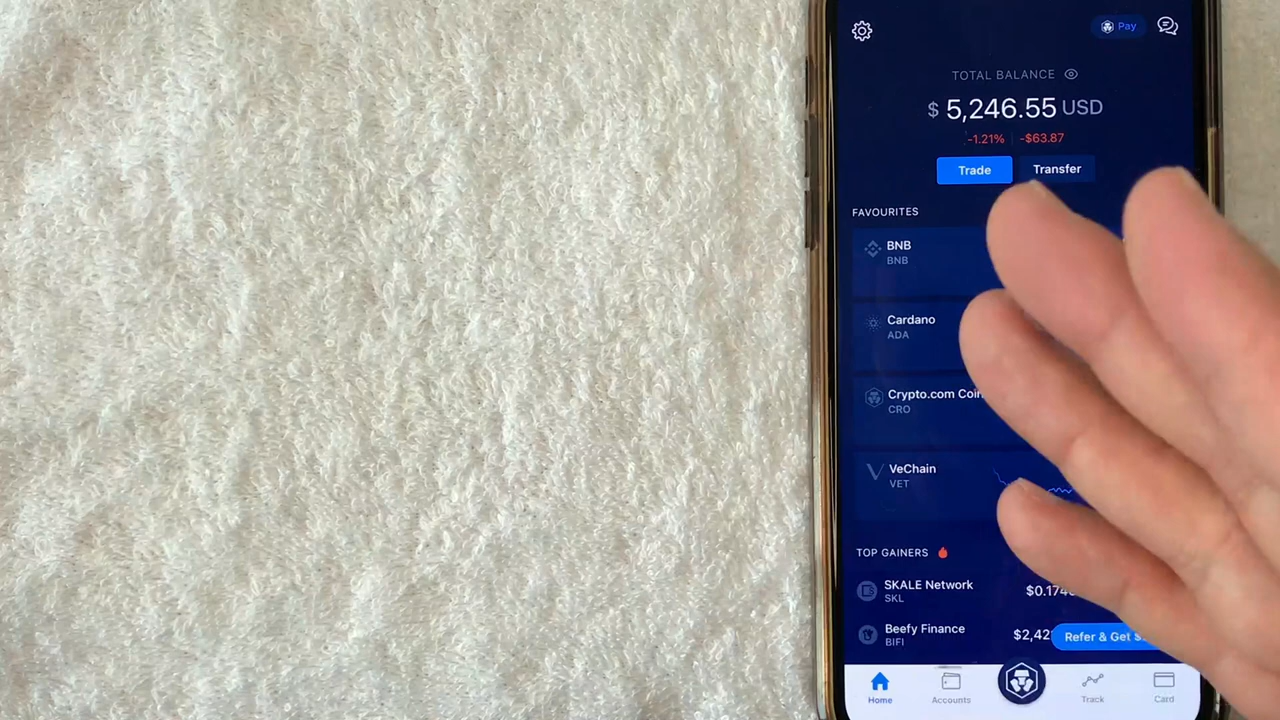 Pay
TOTAL BALANCE
$ 5,246.55 USD
-1.21% -$63.87
Trade Transfer
FAVOURITES
BNB
BNB
Cardano
ADA
Crypto.com Coin
CRO
VeChain
VET
TOP GAINERS
SKALE Network
SKL
$0.174
Beefy Finance
BIFI
$2,42
Refer & Get $
Home Accounts Track Card